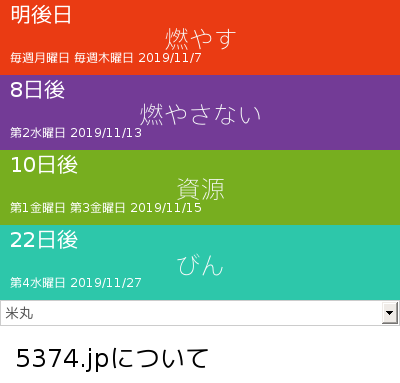 明後日
燃やす
毎週月曜日 毎週木曜日 2019/11/7
8日後
燃やさない
第2水曜日 2019/11/13
10日後
資源
第1金曜日 第3金曜日 2019/11/15
22日後
びん
第4水曜日 2019/11/27
米丸
5374.jpについて